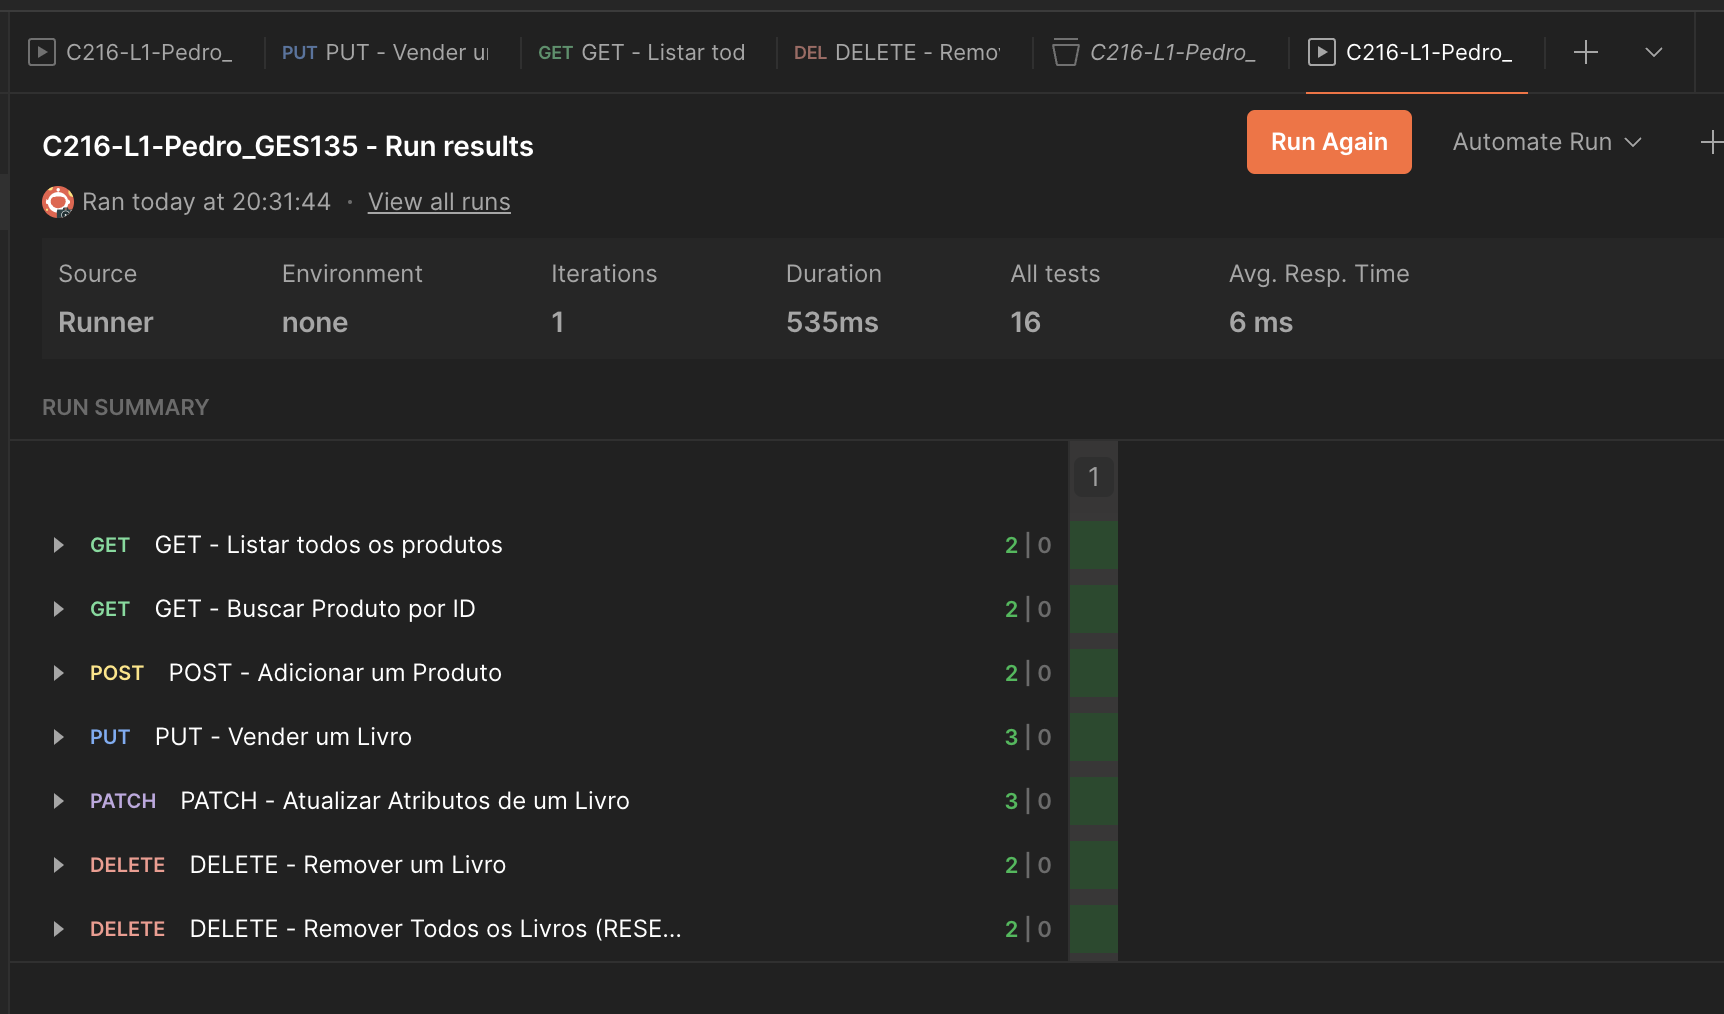 C216-L1-Pedro_ PUT PUT - Vender u GET GET - Listar tod DEL DELETE - Remo C216-L1-Pedro_ C216-L1-Pedro_
C216-L1-Pedro_GES135 - Run results
Run Again
Automate Run
Ran today at 20:31:44 · View all runs
Source Environment Iterations Duration All tests Avg. Resp. Time
Runner none 1 535ms 16 6 ms
RUN SUMMARY
1
GET GET - Listar todos os produtos 2 | 0
GET GET - Buscar Produto por ID 2 | 0
POST POST - Adicionar um Produto 2 | 0
PUT PUT - Vender um Livro 3 | 0
PATCH PATCH - Atualizar Atributos de um Livro 3 | 0
DELETE DELETE - Remover um Livro 2 | 0
DELETE DELETE - Remover Todos os Livros (RESE... 2 | 0